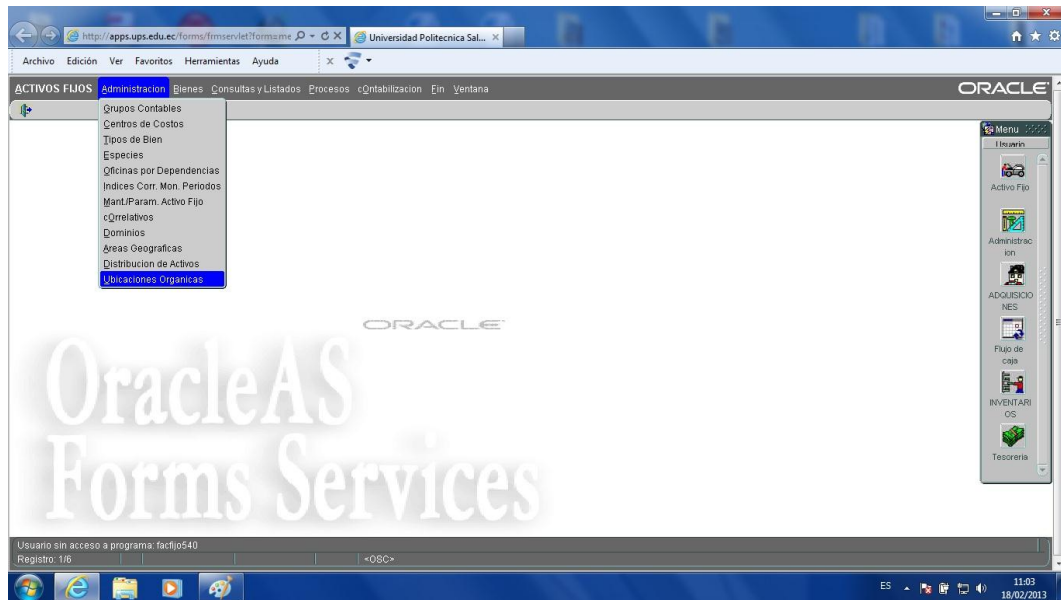 http://apps.ups.edu.ec/forms/frmservlet?form=me
Universidad Politecnica Sal...
Archivo Edición Ver Favoritos Herramientas Ayuda
ACTIVOS FIJOS Administracion Bienes Consultas y Listados Procesos cOntabilizacion Fin Ventana
ORACLE
Grupos Contables
Centros de Costos
Tipos de Bien
Especies
Oficinas por Dependencias
Indices Corr. Mon. Periodos
Mant./Param. Activo Fijo
cOrrelativos
Dominios
Areas Geograficas
Distribucion de Activos
Ubicaciones Organicas
Menu
Usuario
Activo Fijo
Administrac
ion
ADQUISICIO
NES
Flujo de
caja
INVENTARI
OS
Tesoreria
ORACLE
OracleAS
Forms Services
Usuario sin acceso a programa: facfijo540
Registro: 1/6
<OSC>
ES
11:03
18/02/2013